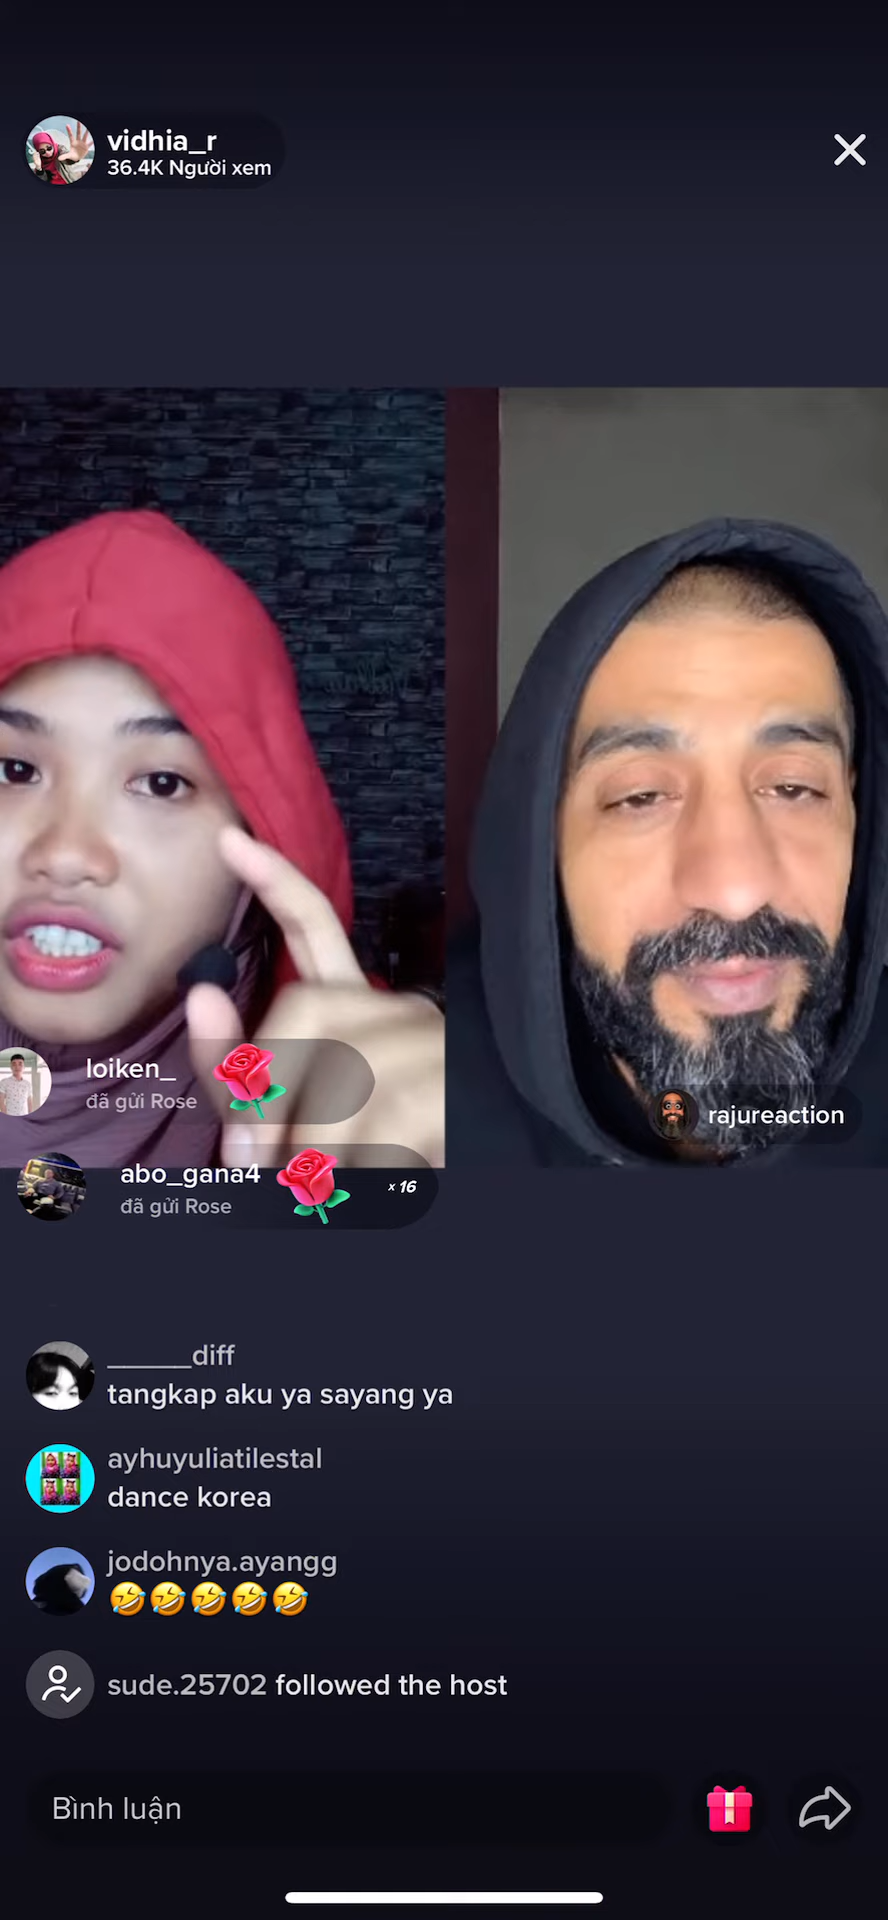 vidhia_r
36.4K Người xem
loiken_
đã gửi Rose
rajureaction
abo_gana4
đã gửi Rose
x 16
______diff
tangkap aku ya sayang ya
ayhuyuliatilestal
dance korea
jodohnya.ayangg
🤣🤣🤣🤣🤣
sude.25702 followed the host
Bình luận